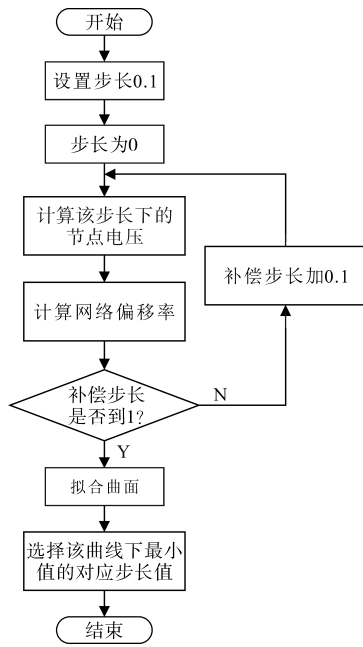 开始
设置步长0.1
步长为0
计算该步长下的
节点电压
补偿步长加0.1
计算网络偏移率
补偿步长
是否到1?
N
Y
拟合曲面
选择该曲线下最小
值的对应步长值
结束